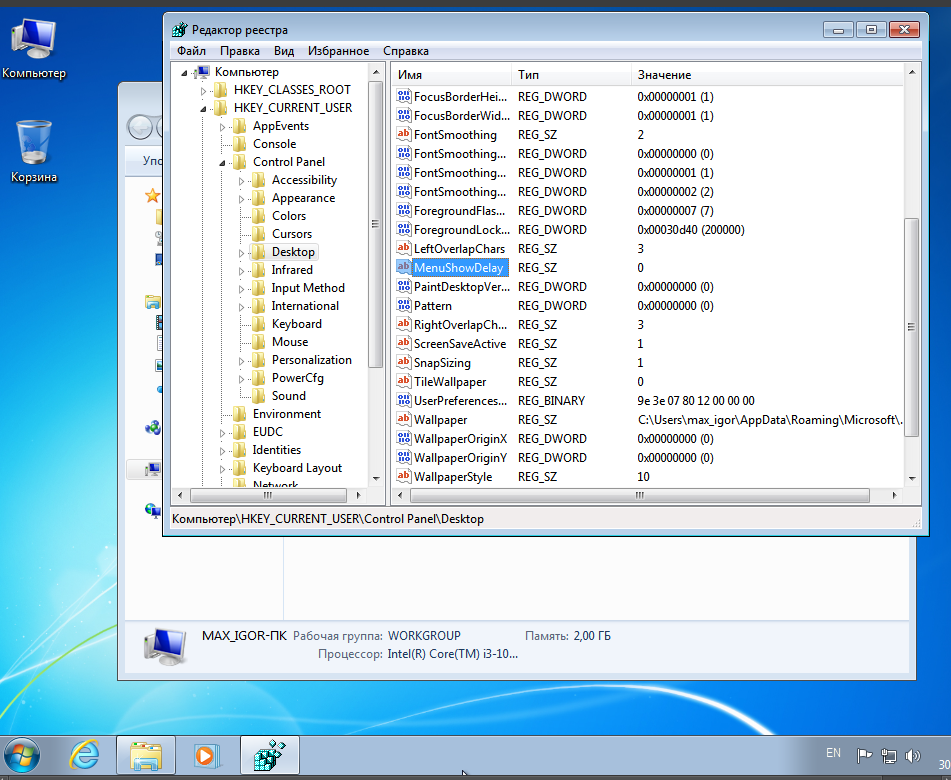 Компьютер
Корзина
Редактор реестра
Файл Правка Вид Избранное Справка
Компьютер
HKEY_CLASSES_ROOT
HKEY_CURRENT_USER
AppEvents
Console
Control Panel
Accessibility
Appearance
Colors
Cursors
Desktop
Infrared
Input Method
International
Keyboard
Mouse
Personalization
PowerCfg
Sound
Environment
EUDC
Identities
Keyboard Layout
Network
Имя Тип Значение
FocusBorderHei... REG_DWORD 0x00000001 (1)
FocusBorderWid... REG_DWORD 0x00000001 (1)
FontSmoothing REG_SZ 2
FontSmoothing... REG_DWORD 0x00000000 (0)
FontSmoothing... REG_DWORD 0x00000001 (1)
FontSmoothing... REG_DWORD 0x00000002 (2)
ForegroundFlas... REG_DWORD 0x00000007 (7)
ForegroundLock... REG_DWORD 0x00030d40 (200000)
LeftOverlapChars REG_SZ 3
MenuShowDelay REG_SZ 0
PaintDesktopVer... REG_DWORD 0x00000000 (0)
Pattern REG_DWORD 0x00000000 (0)
RightOverlapCh... REG_SZ 3
ScreenSaveActive REG_SZ 1
SnapSizing REG_SZ 1
TileWallpaper REG_SZ 0
UserPreferences... REG_BINARY 9e 3e 07 80 12 00 00 00
Wallpaper REG_SZ C:\Users\max_igor\AppData\Roaming\Microsoft\...
WallpaperOriginX REG_DWORD 0x00000000 (0)
WallpaperOriginY REG_DWORD 0x00000000 (0)
WallpaperStyle REG_SZ 10
Компьютер\HKEY_CURRENT_USER\Control Panel\Desktop
Упо
MAX_IGOR-ПК Рабочая группа: WORKGROUP Память: 2,00 ГБ
Процессор: Intel(R) Core(TM) i3-10...
EN
30